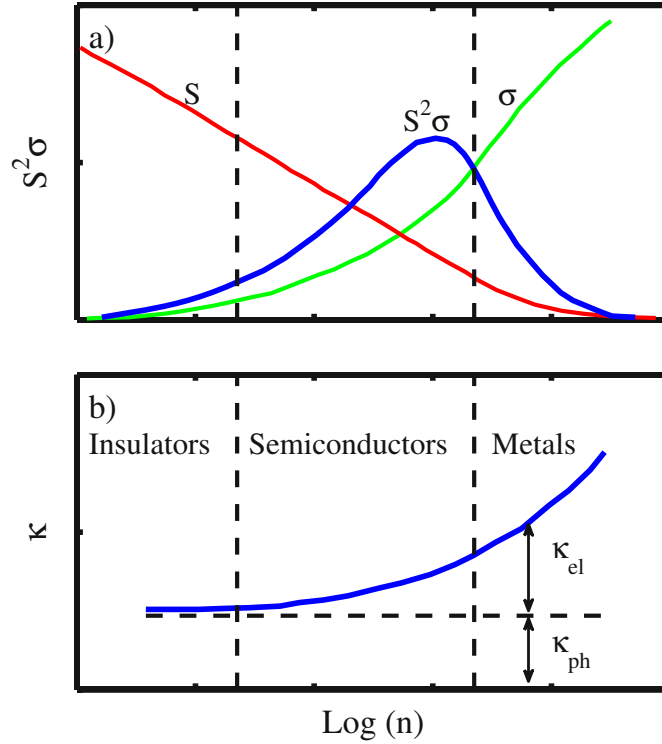 a)
S
S²σ
σ
S²σ
b)
Insulators Semiconductors Metals
κ
κel
κph
Log (n)